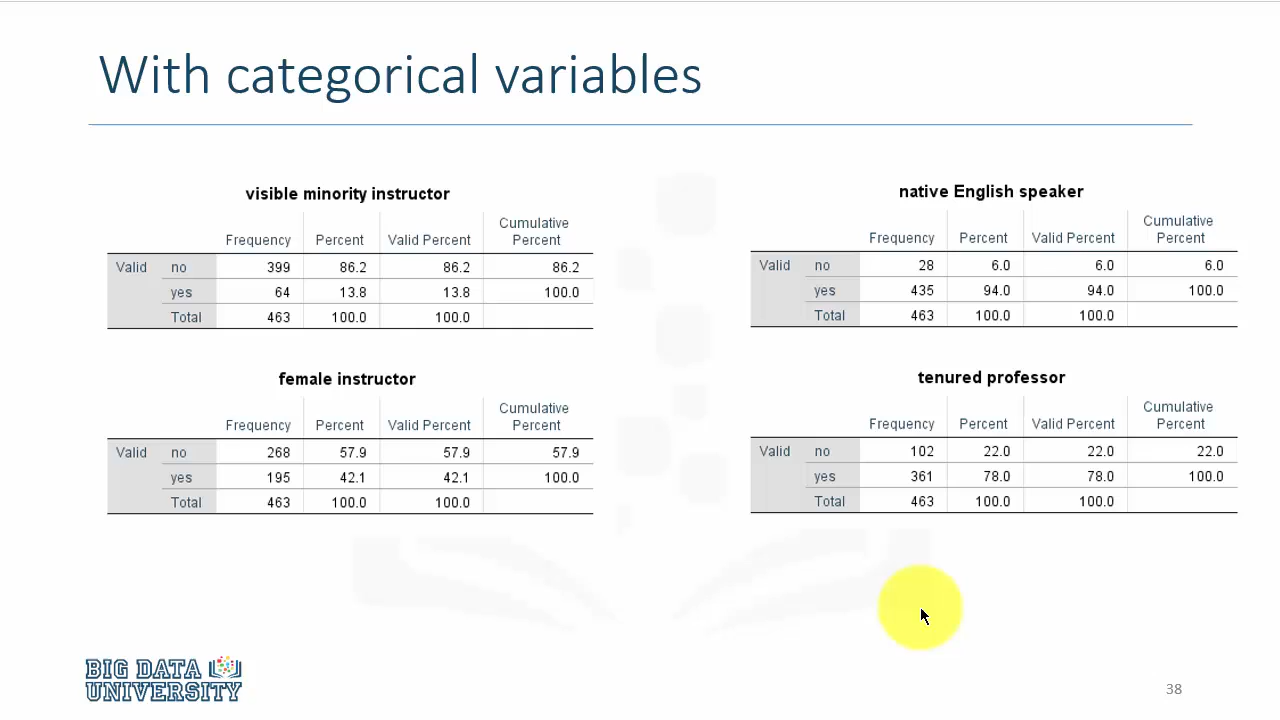 With categorical variables
visible minority instructor
Frequency Percent Valid Percent Cumulative Percent
Valid no 399 86.2 86.2 86.2
yes 64 13.8 13.8 100.0
Total 463 100.0 100.0
native English speaker
Frequency Percent Valid Percent Cumulative Percent
Valid no 28 6.0 6.0 6.0
yes 435 94.0 94.0 100.0
Total 463 100.0 100.0
female instructor
Frequency Percent Valid Percent Cumulative Percent
Valid no 268 57.9 57.9 57.9
yes 195 42.1 42.1 100.0
Total 463 100.0 100.0
tenured professor
Frequency Percent Valid Percent Cumulative Percent
Valid no 102 22.0 22.0 22.0
yes 361 78.0 78.0 100.0
Total 463 100.0 100.0
BIG DATA
UNIVERSITY
38